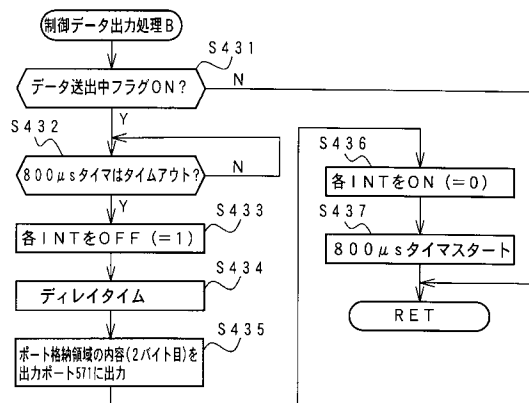 制御データ出力処理B
S431
データ送出中フラグON?
N
Y
S432
800μsタイマはタイムアウト?
N
Y
S433
各INTをOFF(=1)
S434
ディレイタイム
S435
ポート格納領域の内容(2バイト目)を
出力ポート571に出力
S436
各INTをON(=0)
S437
800μsタイマスタート
RET